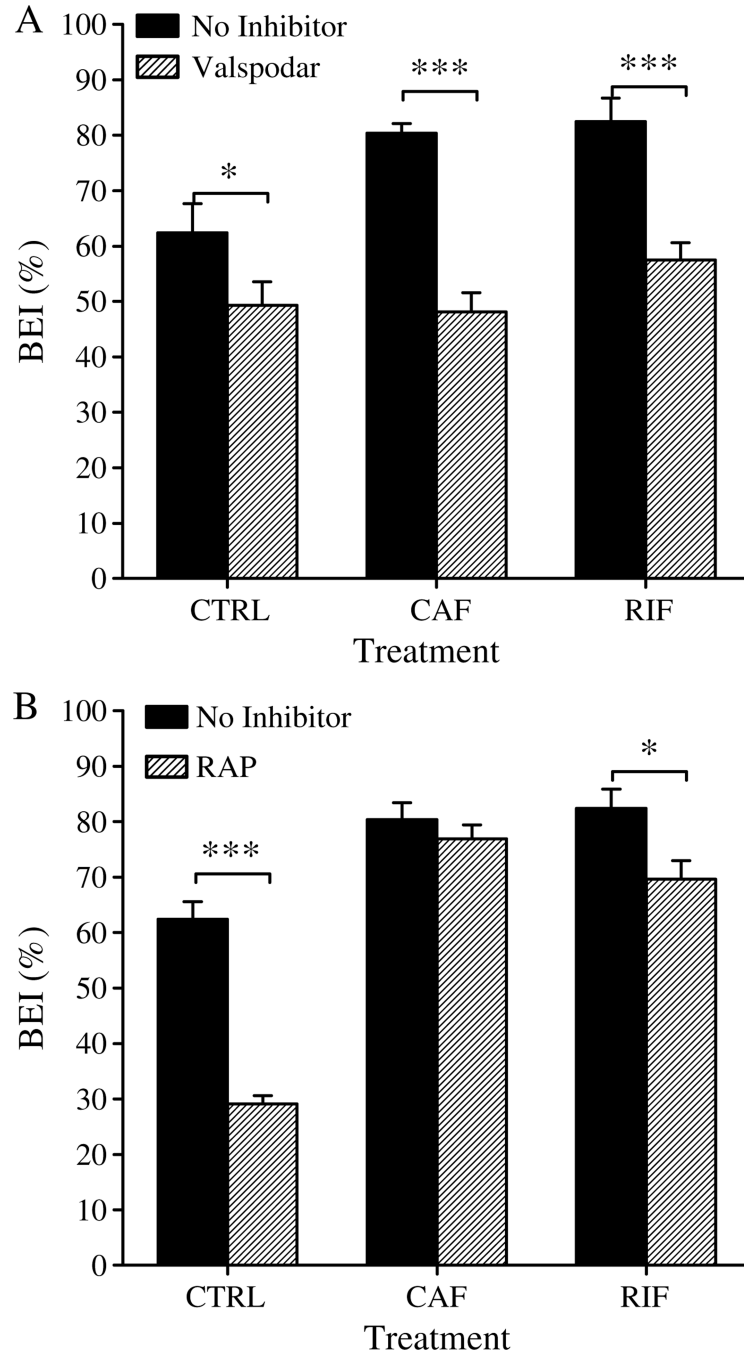 A
No Inhibitor
Valspodar
BEI (%)
100
90
80
70
60
50
40
30
20
10
0
*
***
***
CTRL CAF RIF
Treatment
B
No Inhibitor
RAP
BEI (%)
100
90
80
70
60
50
40
30
20
10
0
***
*
CTRL CAF RIF
Treatment